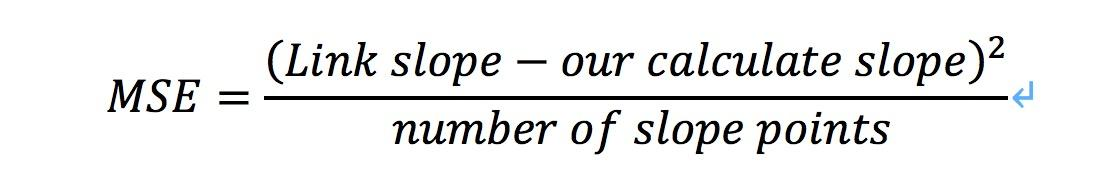 MSE = (Link slope − our calculate slope)² / number of slope points